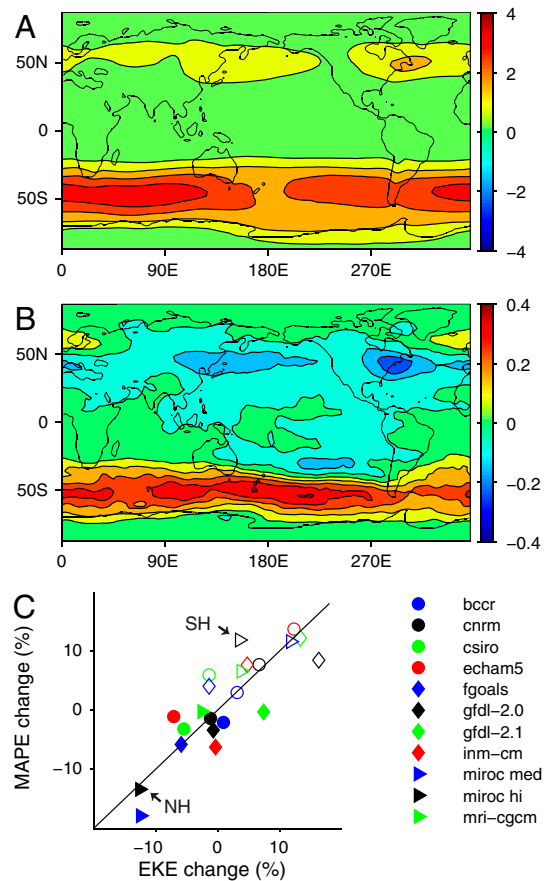 A
50N
0
50S
0
90E
180E
270E
4
2
0
−2
−4
B
50N
0
50S
0
90E
180E
270E
0.4
0.2
0
−0.2
−0.4
C
MAPE change (%)
10
0
−10
SH
NH
−10
0
10
EKE change (%)
bccr
cnrm
csiro
echam5
fgoals
gfdl−2.0
gfdl−2.1
inm−cm
miroc med
miroc hi
mri−cgcm